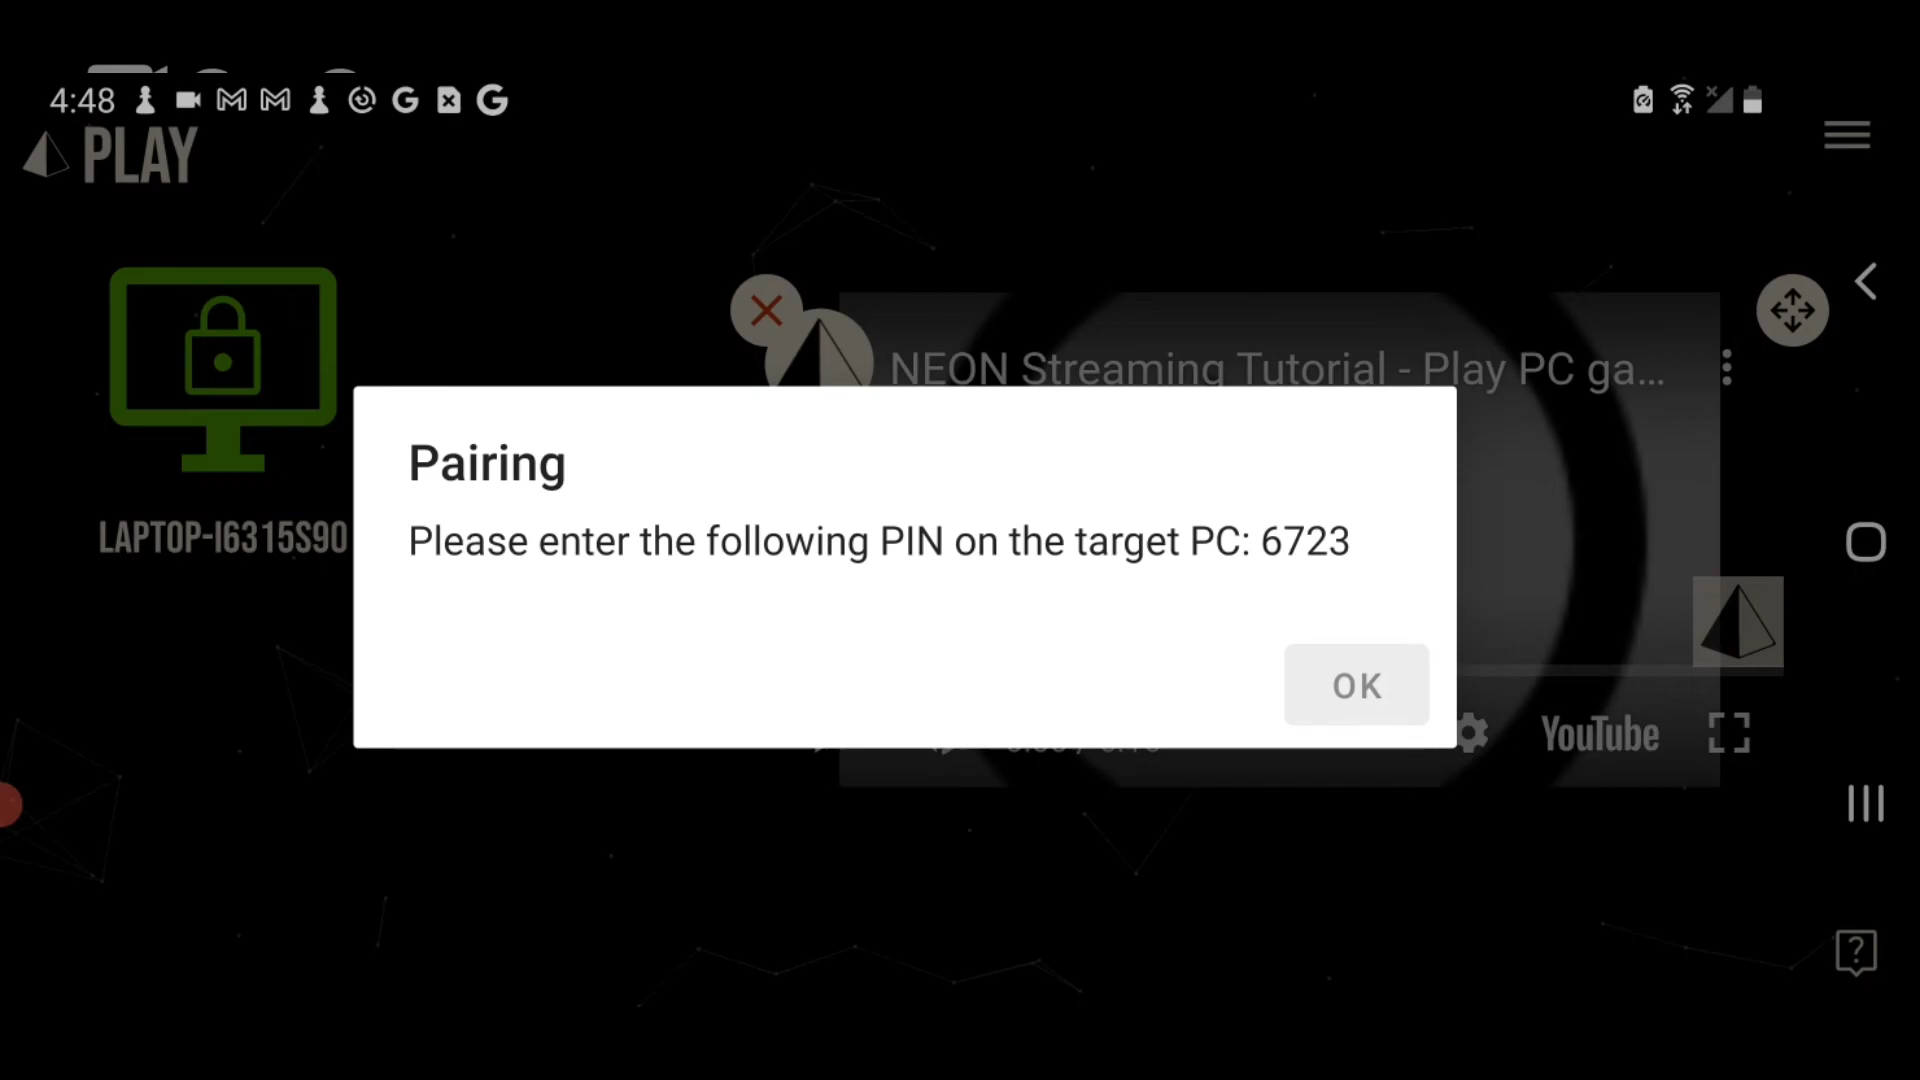 4:48
PLAY
NEON Streaming Tutorial - Play PC ga...
Pairing
Please enter the following PIN on the target PC: 6723
LAPTOP-I6315S90
OK
YouTube